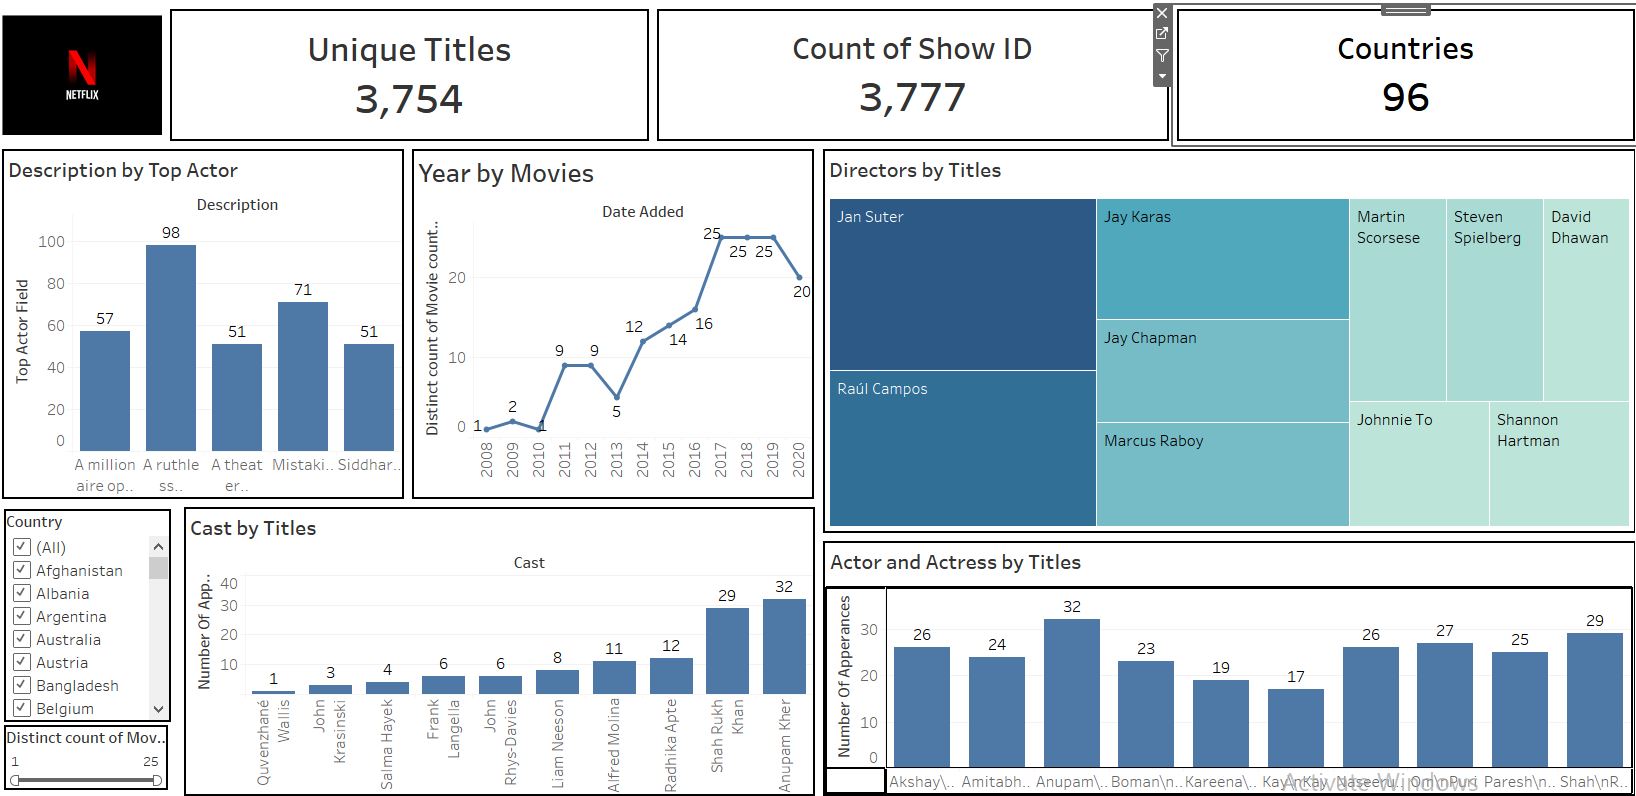 NETFLIX
Unique Titles
3,754
Count of Show ID
3,777
Countries
96
Description by Top Actor
Description
Top Actor Field
100
80
60
40
20
0
57
98
51
71
51
A million
aire op..
A ruthle
ss..
A theat
er..
Mistaki..
Siddhar..
Year by Movies
Date Added
Distinct count of Movie count..
20
10
0
1
2
1
9
9
5
12
14
16
25
25
25
20
2008
2009
2010
2011
2012
2013
2014
2015
2016
2017
2018
2019
2020
Directors by Titles
Jan Suter
Raúl Campos
Jay Karas
Jay Chapman
Marcus Raboy
Martin
Scorsese
Steven
Spielberg
David
Dhawan
Johnnie To
Shannon
Hartman
Country
(All)
Afghanistan
Albania
Argentina
Australia
Austria
Bangladesh
Belgium
Distinct count of Mov..
1
25
Cast by Titles
Cast
Number Of App..
40
30
20
10
1
3
4
6
6
8
11
12
29
32
Quvenzhané
Wallis
John
Krasinski
Salma Hayek
Frank
Langella
John
Rhys-Davies
Liam Neeson
Alfred Molina
Radhika Apte
Shah Rukh
Khan
Anupam Kher
Actor and Actress by Titles
Number Of Apperances
30
20
10
0
26
24
32
23
19
17
26
27
25
29
Akshay\..
Amitabh..
Anupam\..
Boman\n..
Kareena\..
Kay\nKay
Naseeru..
Om\nPuri
Paresh\n..
Shah\nR..
Activate Windows